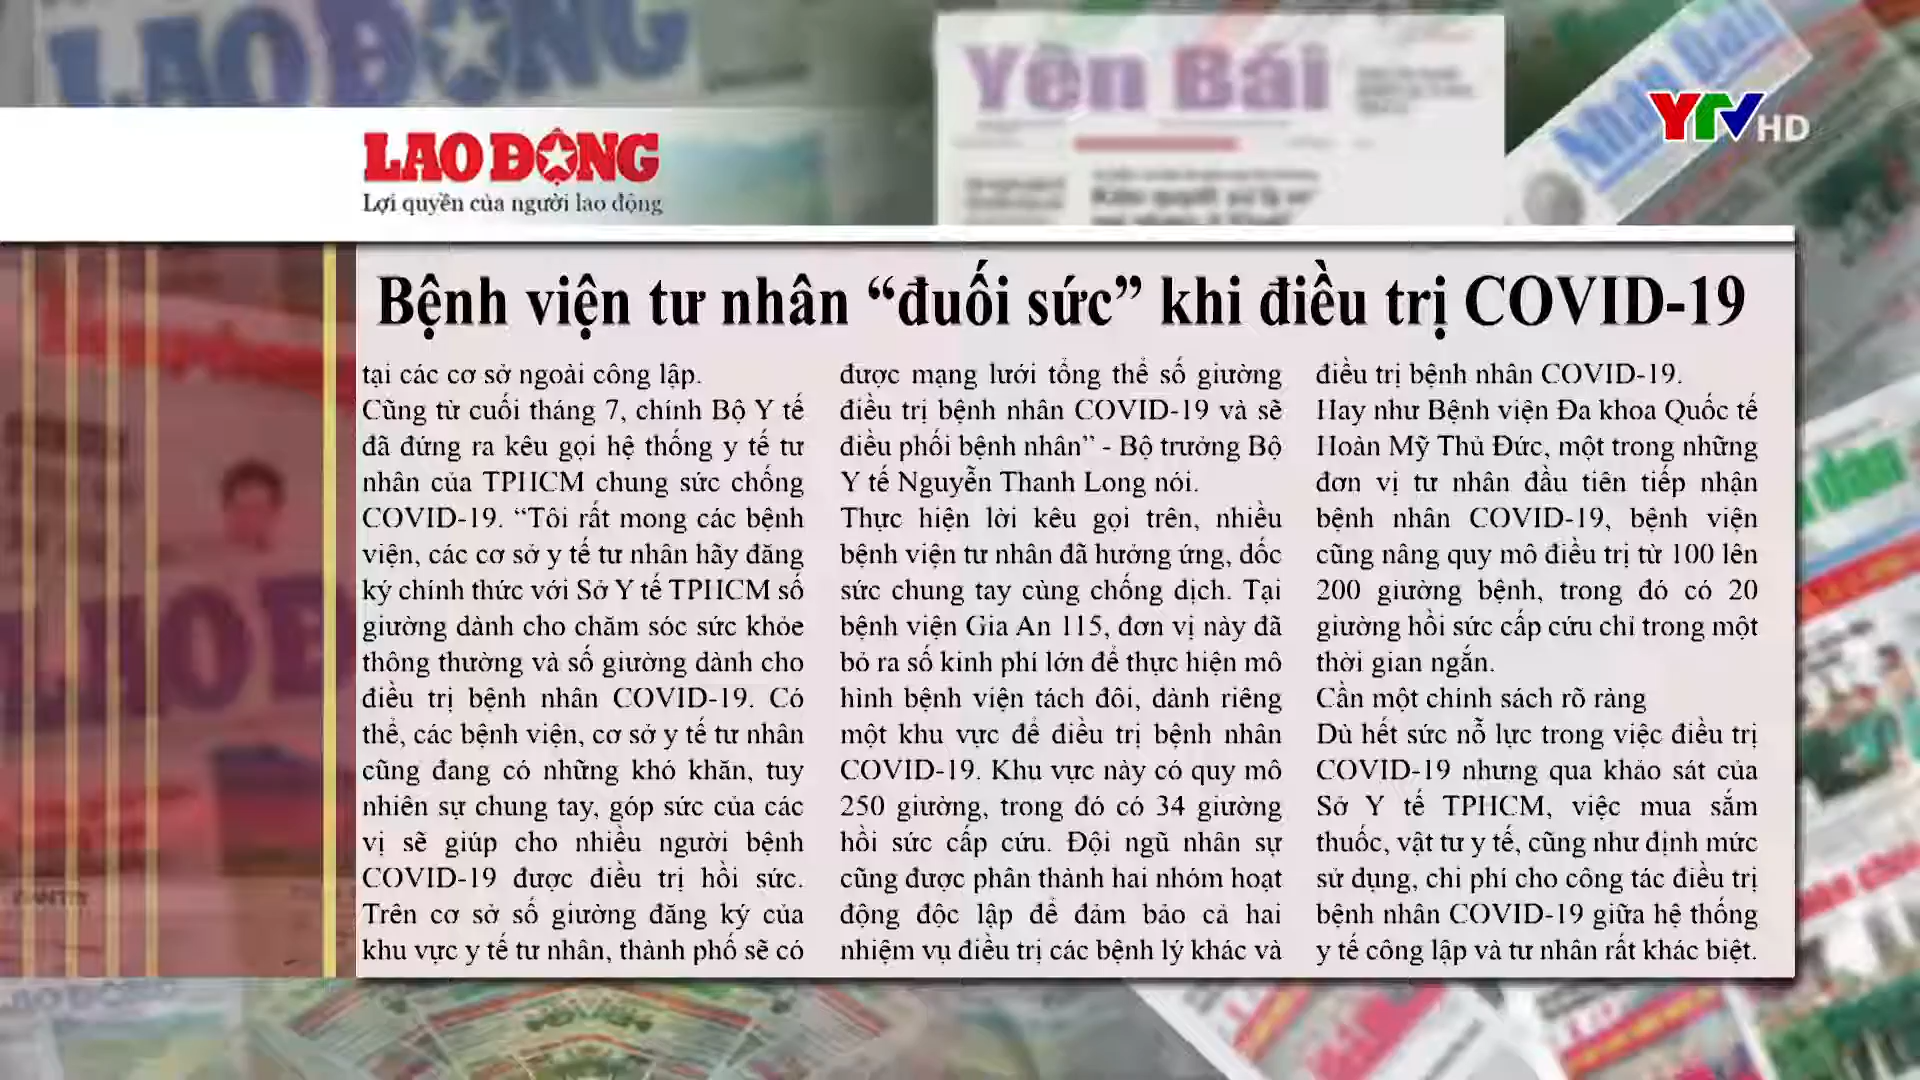 LAO ĐỘNG
Yên Bái
Nhân Dân
YTV HD
LAO ĐỘNG
Lợi quyền của người lao động
Bệnh viện tư nhân “đuối sức” khi điều trị COVID-19
tại các cơ sở ngoài công lập.
Cũng từ cuối tháng 7, chính Bộ Y tế
đã đứng ra kêu gọi hệ thống y tế tư
nhân của TPHCM chung sức chống
COVID-19. “Tôi rất mong các bệnh
viện, các cơ sở y tế tư nhân hãy đăng
ký chính thức với Sở Y tế TPHCM số
giường dành cho chăm sóc sức khỏe
thông thường và số giường dành cho
điều trị bệnh nhân COVID-19. Có
thể, các bệnh viện, cơ sở y tế tư nhân
cũng đang có những khó khăn, tuy
nhiên sự chung tay, góp sức của các
vị sẽ giúp cho nhiều người bệnh
COVID-19 được điều trị hồi sức.
Trên cơ sở số giường đăng ký của
khu vực y tế tư nhân, thành phố sẽ có
được mạng lưới tổng thể số giường
điều trị bệnh nhân COVID-19 và sẽ
điều phối bệnh nhân” - Bộ trưởng Bộ
Y tế Nguyễn Thanh Long nói.
Thực hiện lời kêu gọi trên, nhiều
bệnh viện tư nhân đã hưởng ứng, dốc
sức chung tay cùng chống dịch. Tại
bệnh viện Gia An 115, đơn vị này đã
bỏ ra số kinh phí lớn để thực hiện mô
hình bệnh viện tách đôi, dành riêng
một khu vực để điều trị bệnh nhân
COVID-19. Khu vực này có quy mô
250 giường, trong đó có 34 giường
hồi sức cấp cứu. Đội ngũ nhân sự
cũng được phân thành hai nhóm hoạt
động độc lập để đảm bảo cả hai
nhiệm vụ điều trị các bệnh lý khác và
điều trị bệnh nhân COVID-19.
Hay như Bệnh viện Đa khoa Quốc tế
Hoàn Mỹ Thủ Đức, một trong những
đơn vị tư nhân đầu tiên tiếp nhận
bệnh nhân COVID-19, bệnh viện
cũng nâng quy mô điều trị từ 100 lên
200 giường bệnh, trong đó có 20
giường hồi sức cấp cứu chỉ trong một
thời gian ngắn.
Cần một chính sách rõ ràng
Dù hết sức nỗ lực trong việc điều trị
COVID-19 nhưng qua khảo sát của
Sở Y tế TPHCM, việc mua sắm
thuốc, vật tư y tế, cũng như định mức
sử dụng, chi phí cho công tác điều trị
bệnh nhân COVID-19 giữa hệ thống
y tế công lập và tư nhân rất khác biệt.